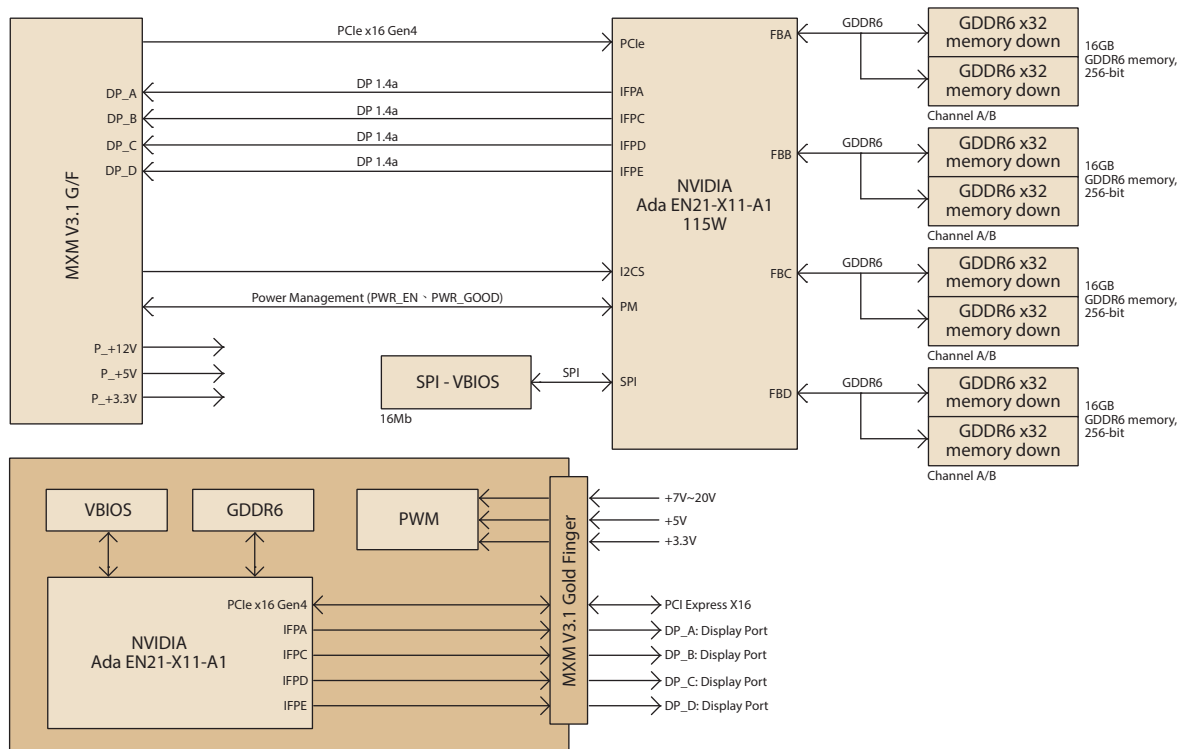 MXM V3.1 G/F
DP_A
DP_B
DP_C
DP_D
P_+12V
P_+5V
P_+3.3V
PCIe x16 Gen4
DP 1.4a
DP 1.4a
DP 1.4a
DP 1.4a
Power Management (PWR_EN、PWR_GOOD)
SPI - VBIOS
16Mb
SPI
PCIe
IFPA
IFPC
IFPD
IFPE
I2CS
PM
SPI
NVIDIA
Ada EN21-X11-A1
115W
FBA
FBB
FBC
FBD
GDDR6
GDDR6 x32
memory down
GDDR6 x32
memory down
16GB
GDDR6 memory,
256-bit
Channel A/B
GDDR6
GDDR6 x32
memory down
GDDR6 x32
memory down
16GB
GDDR6 memory,
256-bit
Channel A/B
GDDR6
GDDR6 x32
memory down
GDDR6 x32
memory down
16GB
GDDR6 memory,
256-bit
Channel A/B
GDDR6
GDDR6 x32
memory down
GDDR6 x32
memory down
16GB
GDDR6 memory,
256-bit
Channel A/B
VBIOS
GDDR6
PWM
NVIDIA
Ada EN21-X11-A1
PCIe x16 Gen4
IFPA
IFPC
IFPD
IFPE
MXM V3.1 Gold Finger
+7V~20V
+5V
+3.3V
PCI Express X16
DP_A: Display Port
DP_B: Display Port
DP_C: Display Port
DP_D: Display Port